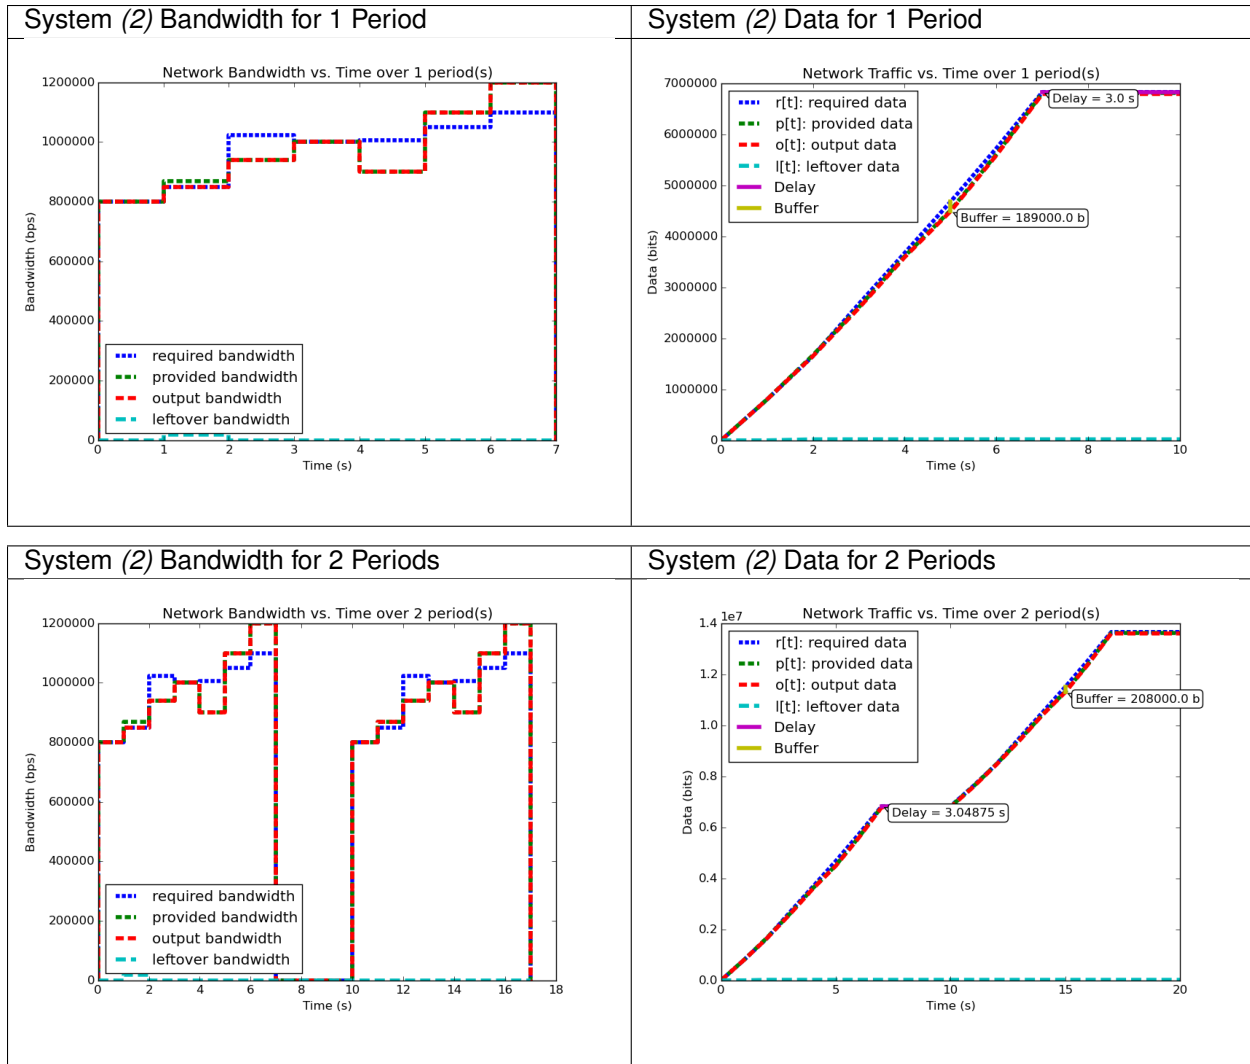 System (2) Bandwidth for 1 Period
Network Bandwidth vs. Time over 1 period(s)
1200000
1000000
800000
600000
400000
200000
0
Bandwidth (bps)
required bandwidth
provided bandwidth
output bandwidth
leftover bandwidth
0 1 2 3 4 5 6 7
Time (s)
System (2) Data for 1 Period
Network Traffic vs. Time over 1 period(s)
7000000
6000000
5000000
4000000
3000000
2000000
1000000
0
Data (bits)
r[t]: required data
p[t]: provided data
o[t]: output data
l[t]: leftover data
Delay
Buffer
Delay = 3.0 s
Buffer = 189000.0 b
0 2 4 6 8 10
Time (s)
System (2) Bandwidth for 2 Periods
Network Bandwidth vs. Time over 2 period(s)
1200000
1000000
800000
600000
400000
200000
0
Bandwidth (bps)
required bandwidth
provided bandwidth
output bandwidth
leftover bandwidth
0 2 4 6 8 10 12 14 16 18
Time (s)
System (2) Data for 2 Periods
Network Traffic vs. Time over 2 period(s)
1e7
1.4
1.2
1.0
0.8
0.6
0.4
0.2
0.0
Data (bits)
r[t]: required data
p[t]: provided data
o[t]: output data
l[t]: leftover data
Delay
Buffer
Buffer = 208000.0 b
Delay = 3.04875 s
0 5 10 15 20
Time (s)